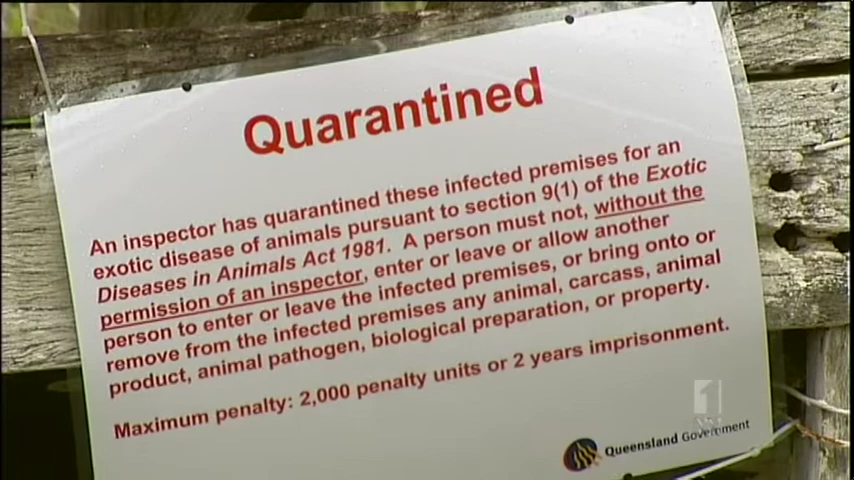 Quarantined
An inspector has quarantined these infected premises for an
exotic disease of animals pursuant to section 9(1) of the Exotic
Diseases in Animals Act 1981. A person must not, without the
permission of an inspector, enter or leave or allow another
person to enter or leave the infected premises, or bring onto or
remove from the infected premises any animal, carcass, animal
product, animal pathogen, biological preparation, or property.
Maximum penalty: 2,000 penalty units or 2 years imprisonment.
1
Queensland Government